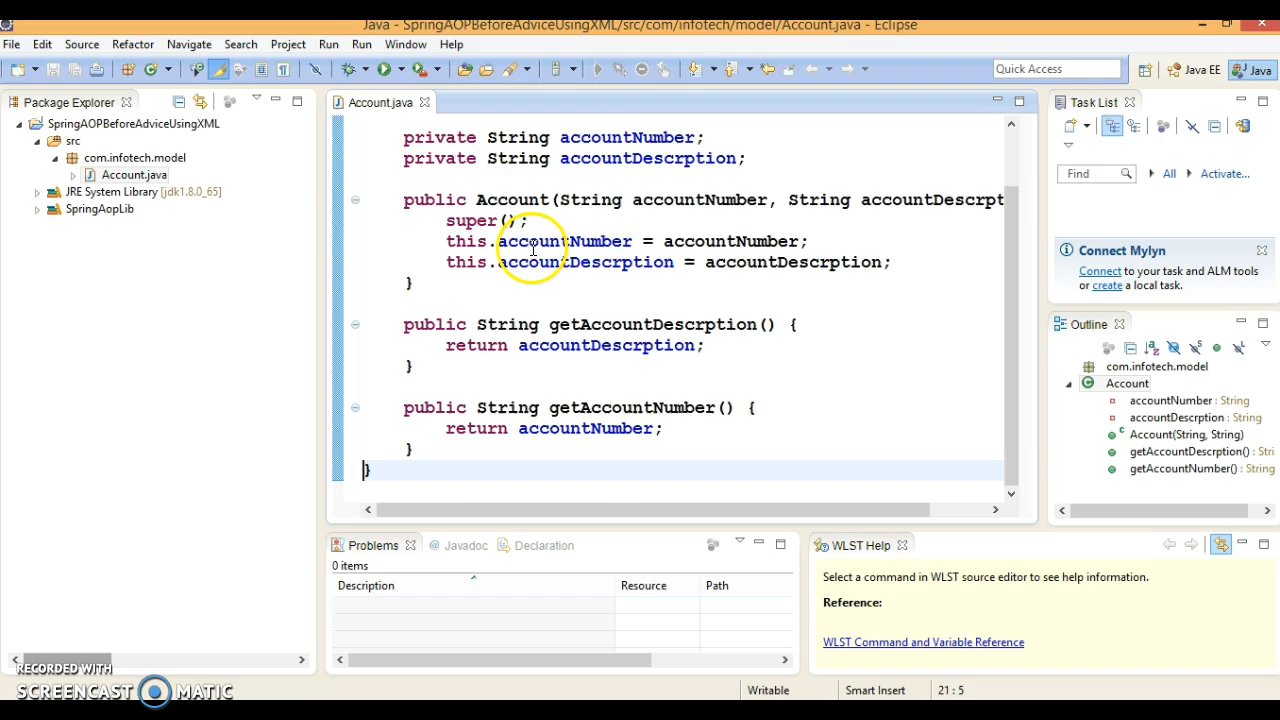 Java - SpringAOPBeforeAdviceUsingXML/src/com/infotech/model/Account.java - Eclipse
File Edit Source Refactor Navigate Search Project Run Run Window Help
Quick Access
Java EE
Java
Package Explorer
SpringAOPBeforeAdviceUsingXML
src
com.infotech.model
Account.java
JRE System Library [jdk1.8.0_65]
SpringAopLib
Account.java
private String accountNumber;
private String accountDescrption;
public Account(String accountNumber, String accountDescrpt
super();
this.accountNumber = accountNumber;
this.accountDescrption = accountDescrption;
}
public String getAccountDescrption() {
return accountDescrption;
}
public String getAccountNumber() {
return accountNumber;
}
}
Task List
Find
All
Activate...
Connect Mylyn
Connect to your task and ALM tools
or create a local task.
Outline
com.infotech.model
Account
accountNumber : String
accountDescrption : String
Account(String, String)
getAccountDescrption() : Stri
getAccountNumber() : String
Problems
Javadoc
Declaration
0 items
Description
Resource
Path
WLST Help
Select a command in WLST source editor to see help information.
Reference:
WLST Command and Variable Reference
Writable
Smart Insert
21 : 5
RECORDED WITH
SCREENCAST MATIC